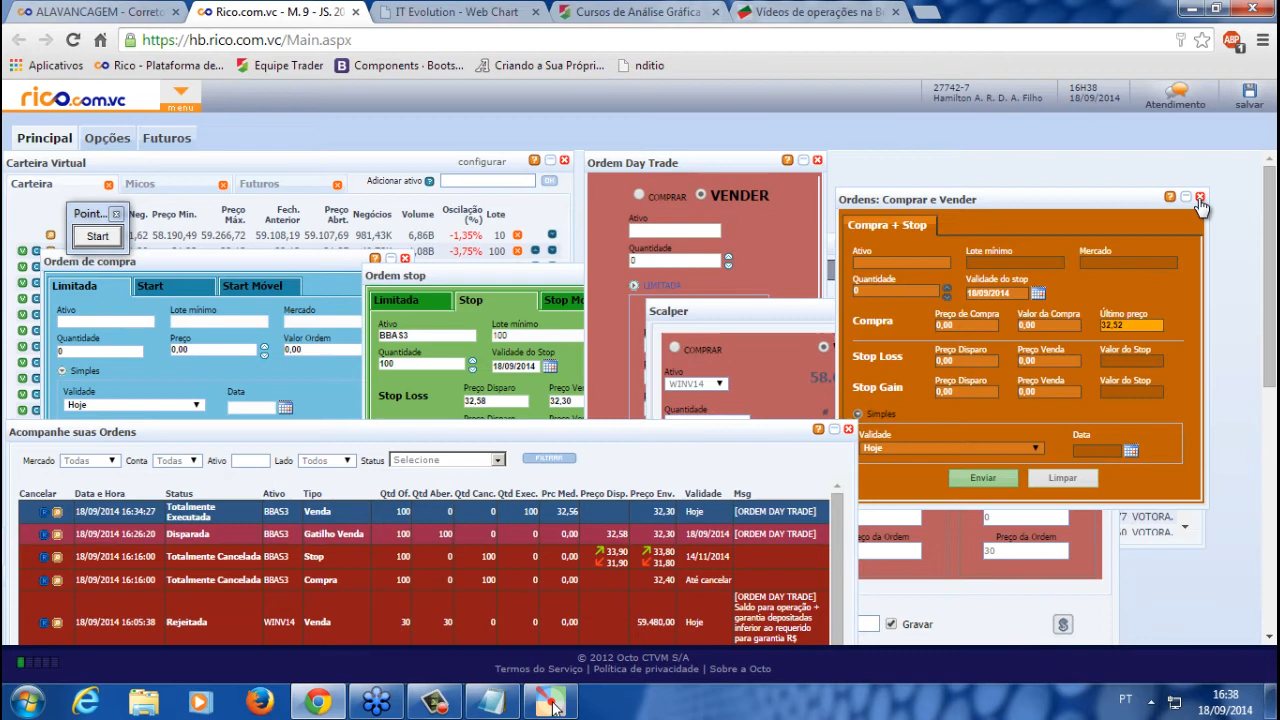 ALAVANCAGEM - Correto
Rico.com.vc - M. 9 - JS. 20
IT Evolution - Web Chart
Cursos de Análise Gráfica
Vídeos de operações na Bo
https://hb.rico.com.vc/Main.aspx
ABP
1
Aplicativos
Rico - Plataforma de...
Equipe Trader
Components · Boots...
Criando o Sua Própri...
nditio
rico.com.vc
menu
27742-7
Hamilton A. R. D. A. Filho
16H38
18/09/2014
Atendimento
salvar
Principal
Opções
Futuros
Carteira Virtual
configurar
Carteira
Micos
Futuros
Adicionar ativo
OK
Point...
Start
Neg.
Preço Min.
Preço Máx.
Fech. Anterior
Preço Abrt.
Negócios
Volume
Oscilação (%)
Lote
1,62 59.190,49 59.108,19 59.107,69 981.41K 6,86B -1,35% 10
-3,75% 100
Ordem de compra
Limitada
Start
Start Móvel
Ativo
Lote mínimo
Mercado
Quantidade
Preço
Valor Ordem
0
0,00
0,00
Simples
Validade
Data
Hoje
Ordem stop
Limitada
Stop
Stop Mó
Ativo
Lote mínimo
BBAS3
100
Quantidade
Validade do Stop
100
18/09/2014
Preço Disparo
Preço Ven
Stop Loss
32,58
32,30
Ordem Day Trade
COMPRAR
VENDER
Ativo
Quantidade
0
LIMITADA
Scalper
COMPRAR
Ativo
WINV14
58.
Quantidade
#
Ordens: Comprar e Vender
Compra + Stop
Ativo
Lote mínimo
Mercado
Quantidade
Validade do stop
0
18/09/2014
Compra
Preço de Compra
Valor da Compra
Último preço
0,00
0,00
32,52
Stop Loss
Preço Disparo
Preço Venda
Valor do Stop
0,00
0,00
Stop Gain
Preço Disparo
Preço Venda
Valor do Stop
0,00
0,00
Simples
Validade
Data
Hoje
Enviar
Limpar
0
77 VOTORA.
Preço da Ordem
30
Gravar
Acompanhe suas Ordens
Mercado Todas Conta Todas Ativo Lado Todos Status Selecione FILTRAR
Cancelar Data e Hora Status Ativo Tipo Qtd Of. Qtd Aber. Qtd Canc. Qtd Exec. Prc Med. Preço Disp. Preço Env. Validade Msg
18/09/2014 16:34:27 Totalmente Executada BBAS3 Venda 100 0 0 100 32,56 32,30 Hoje [ORDEM DAY TRADE]
18/09/2014 16:26:20 Disparada BBAS3 Gatilho Venda 100 100 0 0 0,00 32,58 32,30 18/09/2014 [ORDEM DAY TRADE]
18/09/2014 16:16:00 Totalmente Cancelada BBAS3 Stop 100 0 100 0 0,00 33,90 31,90 33,80 31,80 14/11/2014
18/09/2014 16:16:00 Totalmente Cancelada BBAS3 Compra 100 0 100 0 0,00 32,40 Até cancelar
18/09/2014 16:05:38 Rejeitada WINV14 Venda 30 30 0 0 0,00 59.480,00 Hoje [ORDEM DAY TRADE] Saldo para operação + garantia depositadas inferior ao requerido para garantia R$
© 2012 Octo CTVM S/A
Termos do Serviço | Política de privacidade | Sobre a Octo
PT
16:38
18/09/2014